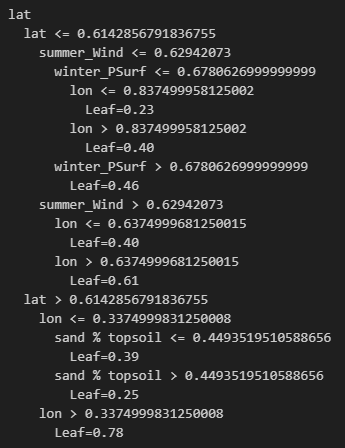 lat
lat <= 0.6142856791836755
summer_Wind <= 0.62942073
winter_PSurf <= 0.6780626999999999
lon <= 0.837499958125002
Leaf=0.23
lon > 0.837499958125002
Leaf=0.40
winter_PSurf > 0.6780626999999999
Leaf=0.46
summer_Wind > 0.62942073
lon <= 0.6374999681250015
Leaf=0.40
lon > 0.6374999681250015
Leaf=0.61
lat > 0.6142856791836755
lon <= 0.3374999831250008
sand % topsoil <= 0.4493519510588656
Leaf=0.39
sand % topsoil > 0.4493519510588656
Leaf=0.25
lon > 0.3374999831250008
Leaf=0.78